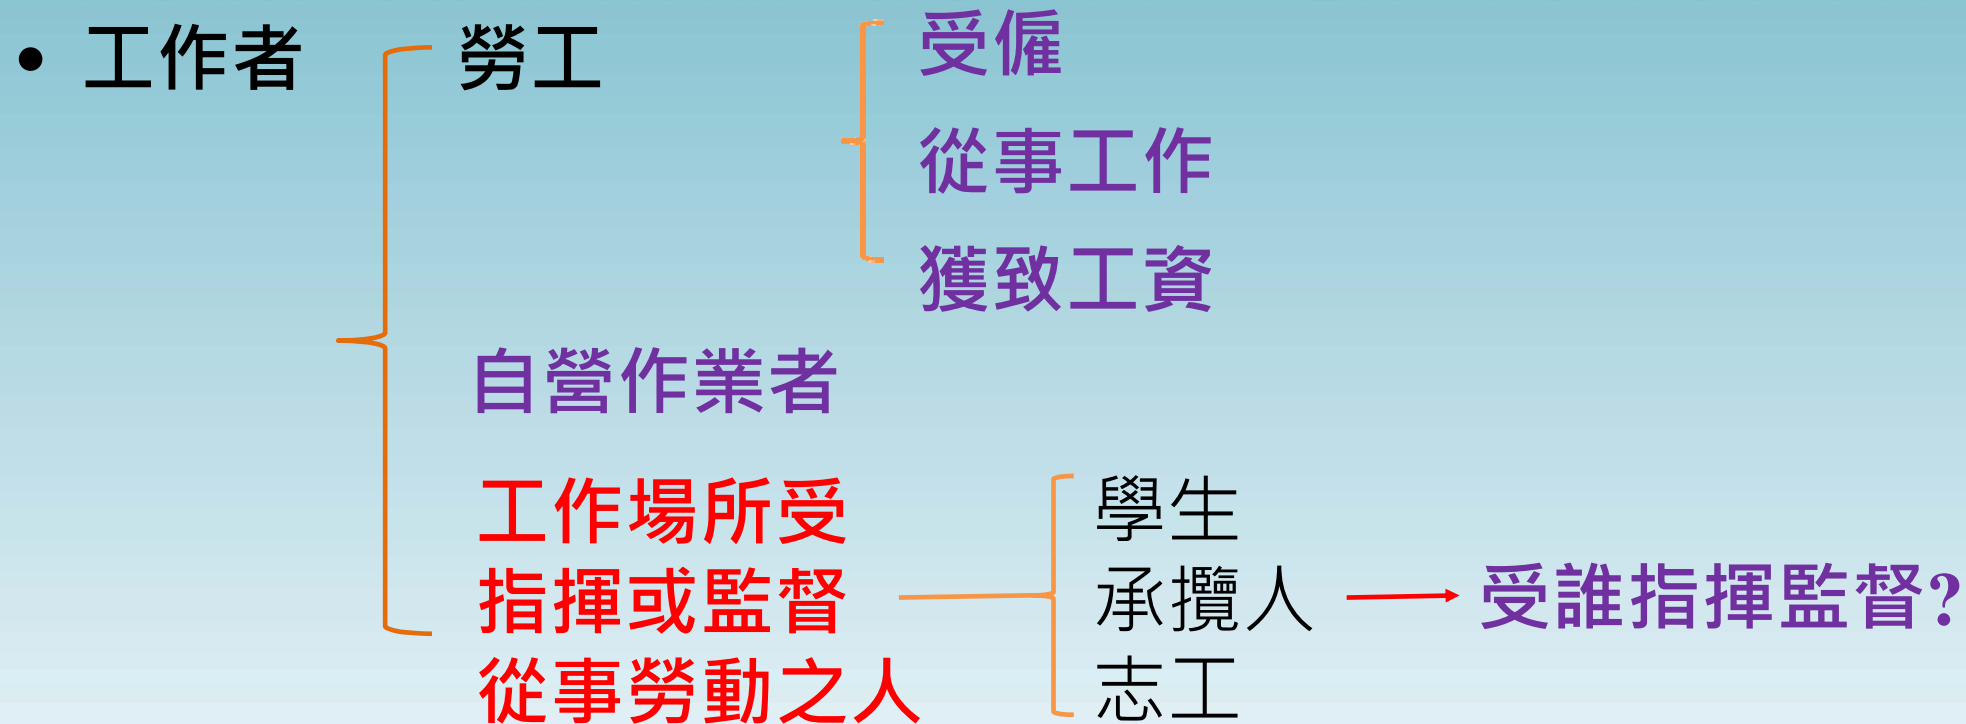 • 工作者
勞工
受僱
從事工作
獲致工資
自營作業者
工作場所受
指揮或監督
從事勞動之人
學生
承攬人
志工
受誰指揮監督?